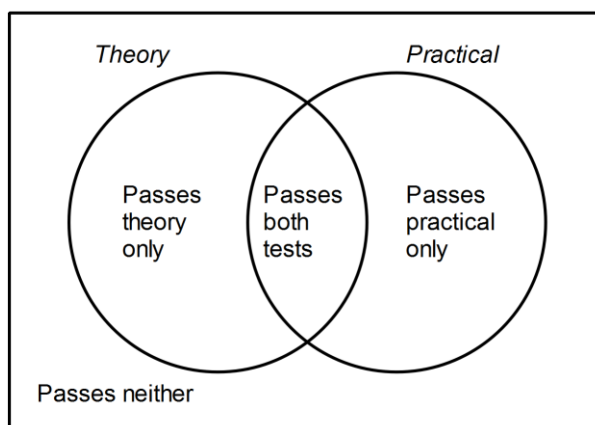 Theory
Practical
Passes
theory
only
Passes
both
tests
Passes
practical
only
Passes neither